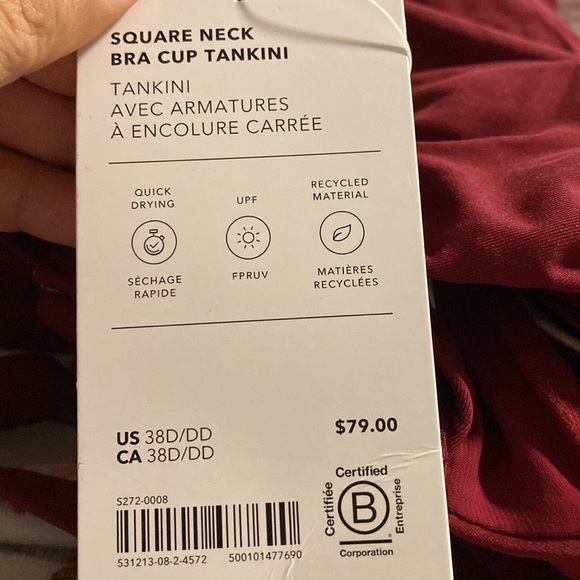 SQUARE NECK
BRA CUP TANKINI
TANKINI
AVEC ARMATURES
À ENCOLURE CARRÉE
QUICK
DRYING
UPF
RECYCLED
MATERIAL
SÉCHAGE
RAPIDE
FPRUV
MATIÈRES
RECYCLÉES
US 38D/DD
CA 38D/DD
$79.00
S272-0008
531213-08-2-4572 500101477690
Certified
Certifiée
B
Entreprise
Corporation